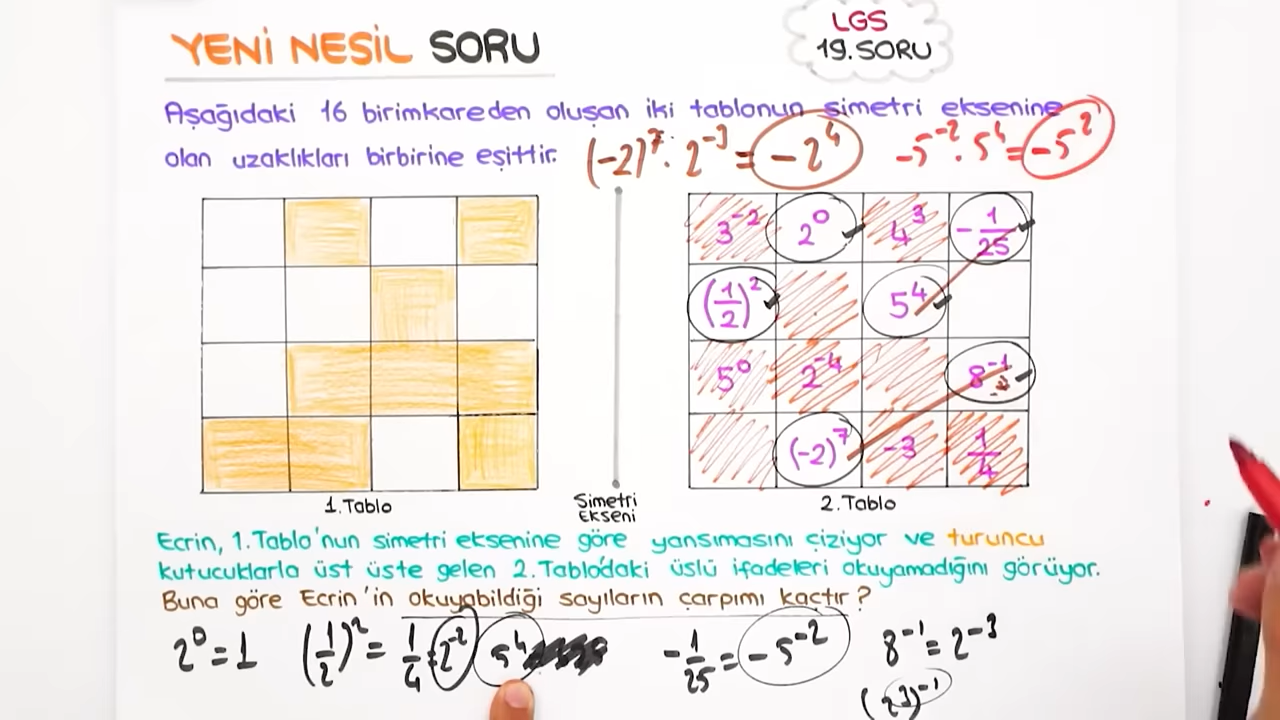 YENİ NESİL SORU
LGS
19.SORU
Aşağıdaki 16 birimkareden oluşan iki tablonun simetri eksenine
olan uzaklıkları birbirine eşittir.
(-2)⁷ · 2⁻³ = -2⁴
-5⁻² · 5⁴ = -5²
3⁻² 2⁰ 4³ -1/25
(1/2)² 5⁴
5⁰ 2⁻⁴ 8⁻¹
(-2)⁷ -3 1/4
1.Tablo
Simetri
Ekseni
2.Tablo
Ecrin, 1.Tablo'nun simetri eksenine göre yansımasını çiziyor ve turuncu
kutucuklarla üst üste gelen 2.Tablo'daki üslü ifadeleri okuyamadığını görüyor.
Buna göre Ecrin'in okuyabildiği sayıların çarpımı kaçtır?
2⁰ = 1 (1/2)² = 1/4 = 2⁻² 5⁴ -1/25 = -5⁻² 8⁻¹ = 2⁻³
(2³)⁻¹